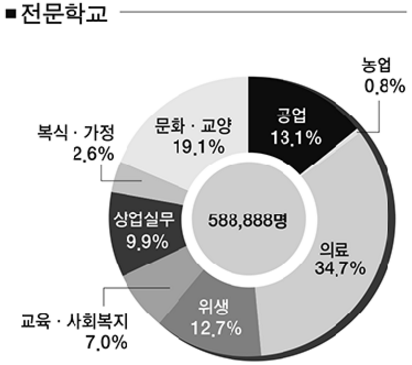 ■ 전문학교
농업
0.8%
공업
13.1%
문화 · 교양
19.1%
복식 · 가정
2.6%
588,888명
상업실무
9.9%
의료
34.7%
위생
12.7%
교육 · 사회복지
7.0%